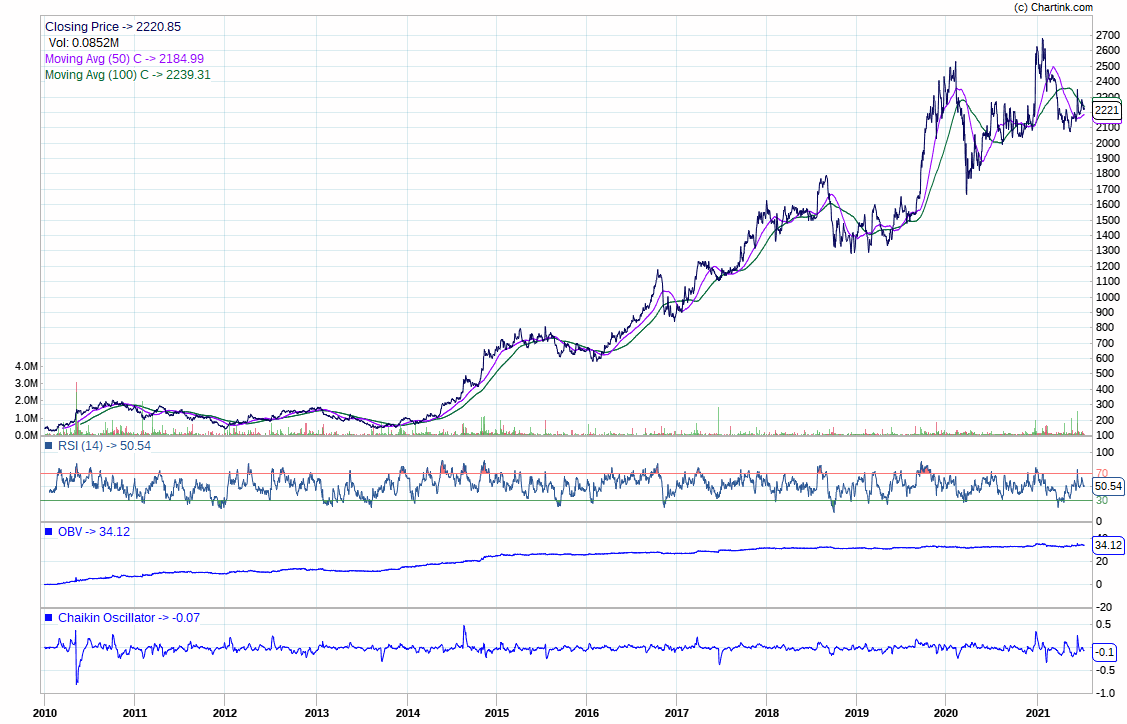 (c) Chartink.com
Closing Price -> 2220.85
Vol: 0.0852M
Moving Avg (50) C -> 2184.99
Moving Avg (100) C -> 2239.31
2700
2600
2500
2400
2300
2221
2100
2000
1900
1800
1700
1600
1500
1400
1300
1200
1100
1000
900
800
700
600
500
400
300
200
100
4.0M
3.0M
2.0M
1.0M
0.0M
RSI (14) -> 50.54
100
70
50.54
30
0
OBV -> 34.12
40
34.12
20
0
-20
Chaikin Oscillator -> -0.07
0.5
-0.1
-0.5
-1.0
2010 2011 2012 2013 2014 2015 2016 2017 2018 2019 2020 2021